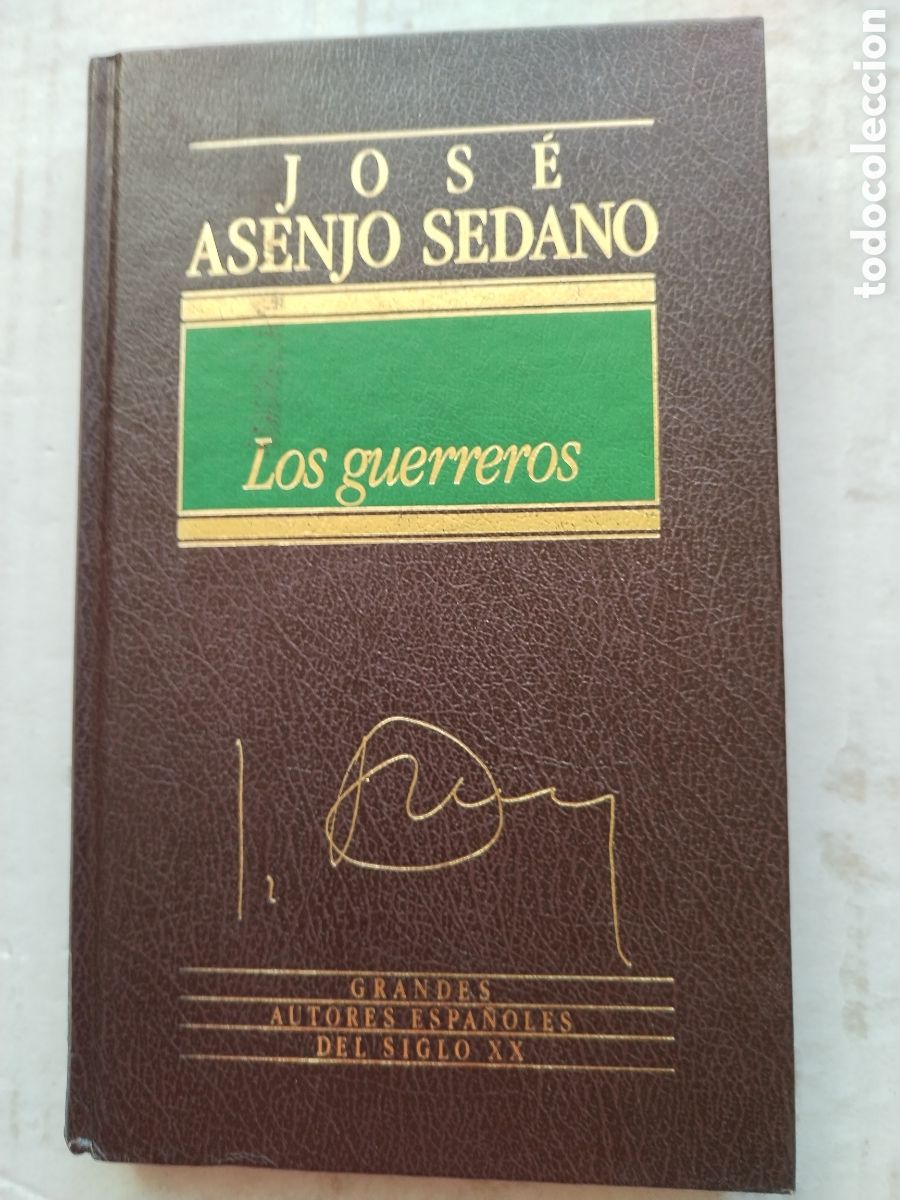 JOSÉ
ASENJO SEDANO
Los guerreros
GRANDES
AUTORES ESPAÑOLES
DEL SIGLO XX
todocoleccion